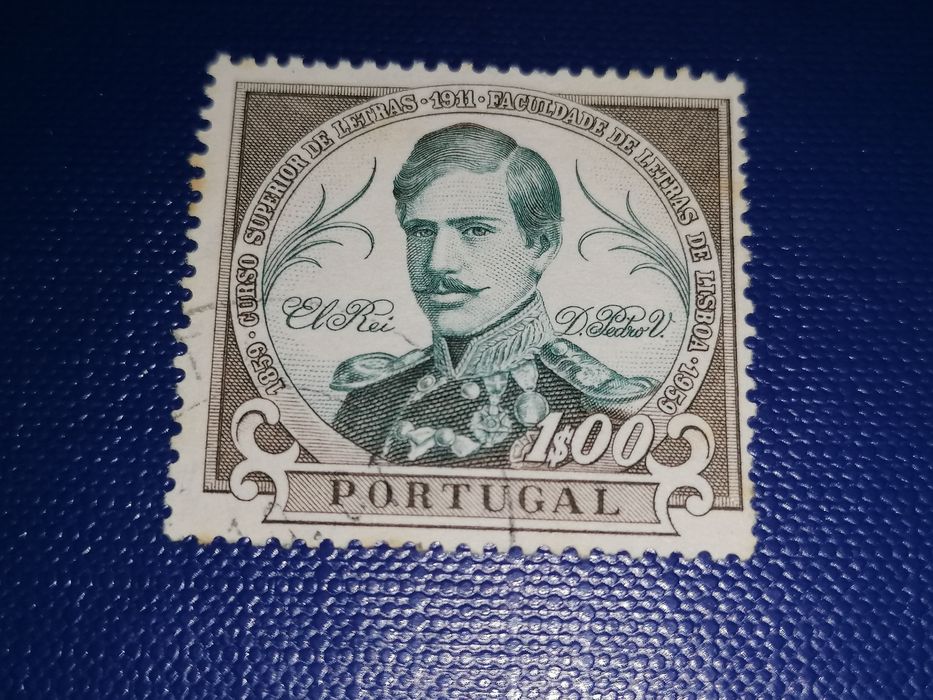 1859 · CURSO SUPERIOR DE LETRAS · 1911 · FACULDADE DE LETRAS DE LISBOA · 1959
El Rei D. Pedro V.
1$00
PORTUGAL